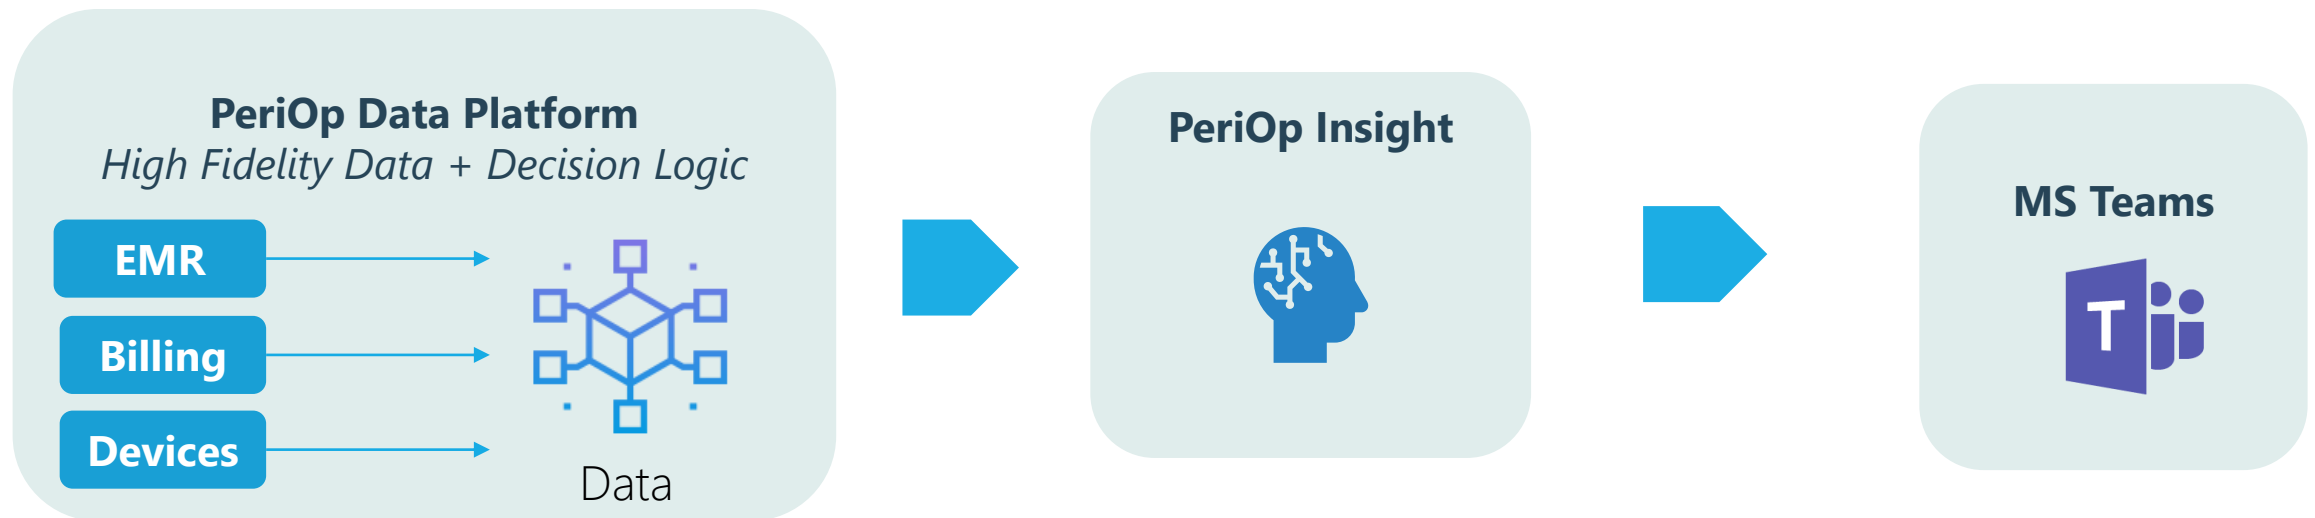 PeriOp Data Platform
High Fidelity Data + Decision Logic
EMR
Billing
Devices
Data
PeriOp Insight
MS Teams
T